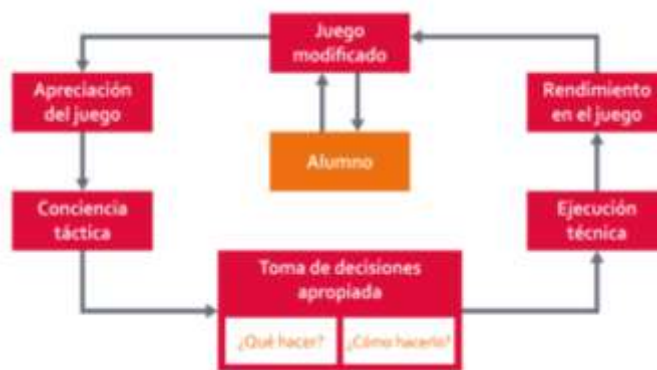 Juego
modificado
Apreciación
del juego
Rendimiento
en el juego
Alumno
Conciencia
táctica
Ejecución
técnica
Toma de decisiones
apropiada
¿Qué hacer?
¿Cómo hacerlo?